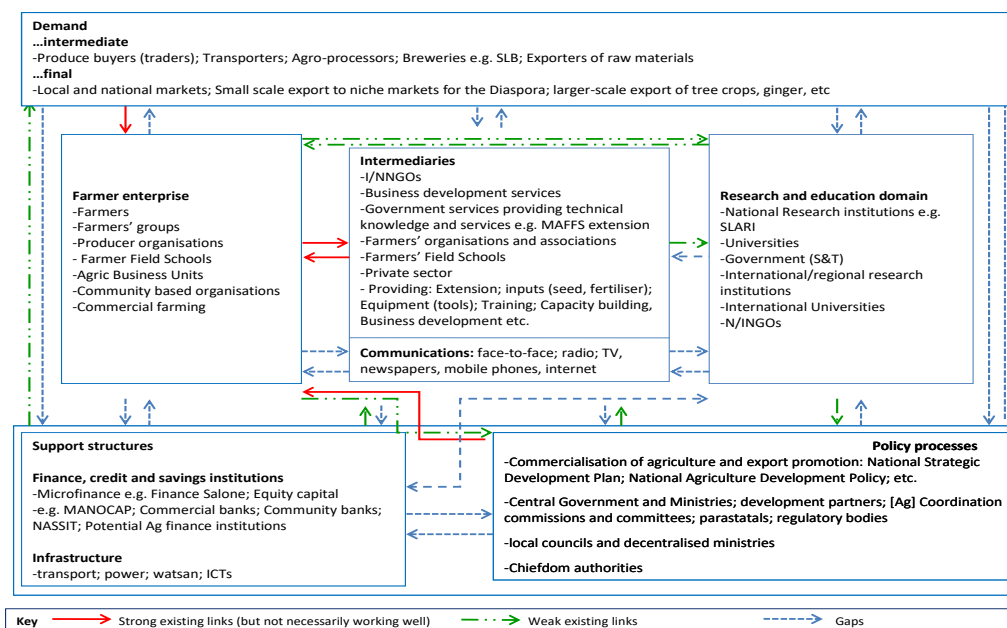 Demand
…intermediate
-Produce buyers (traders); Transporters; Agro-processors; Breweries e.g. SLB; Exporters of raw materials
…final
-Local and national markets; Small scale export to niche markets for the Diaspora; larger-scale export of tree crops, ginger, etc
Farmer enterprise
-Farmers
-Farmers' groups
-Producer organisations
- Farmer Field Schools
-Agric Business Units
-Community based organisations
-Commercial farming
Intermediaries
-I/NNGOs
-Business development services
-Government services providing technical
knowledge and services e.g. MAFFS extension
-Farmers' organisations and associations
-Farmers' Field Schools
-Private sector
- Providing: Extension; inputs (seed, fertiliser);
Equipment (tools); Training; Capacity building,
Business development etc.
Communications: face-to-face; radio; TV,
newspapers, mobile phones, internet
Research and education domain
-National Research institutions e.g.
SLARI
-Universities
-Government (S&T)
-International/regional research
institutions
-International Universities
-N/INGOs
Support structures
Finance, credit and savings institutions
-Microfinance e.g. Finance Salone; Equity capital
-e.g. MANOCAP; Commercial banks; Community banks;
NASSIT; Potential Ag finance institutions
Infrastructure
-transport; power; watsan; ICTs
Policy processes
-Commercialisation of agriculture and export promotion: National Strategic
Development Plan; National Agriculture Development Policy; etc.
-Central Government and Ministries; development partners; [Ag] Coordination
commissions and committees; parastatals; regulatory bodies
-local councils and decentralised ministries
-Chiefdom authorities
Key Strong existing links (but not necessarily working well) Weak existing links Gaps